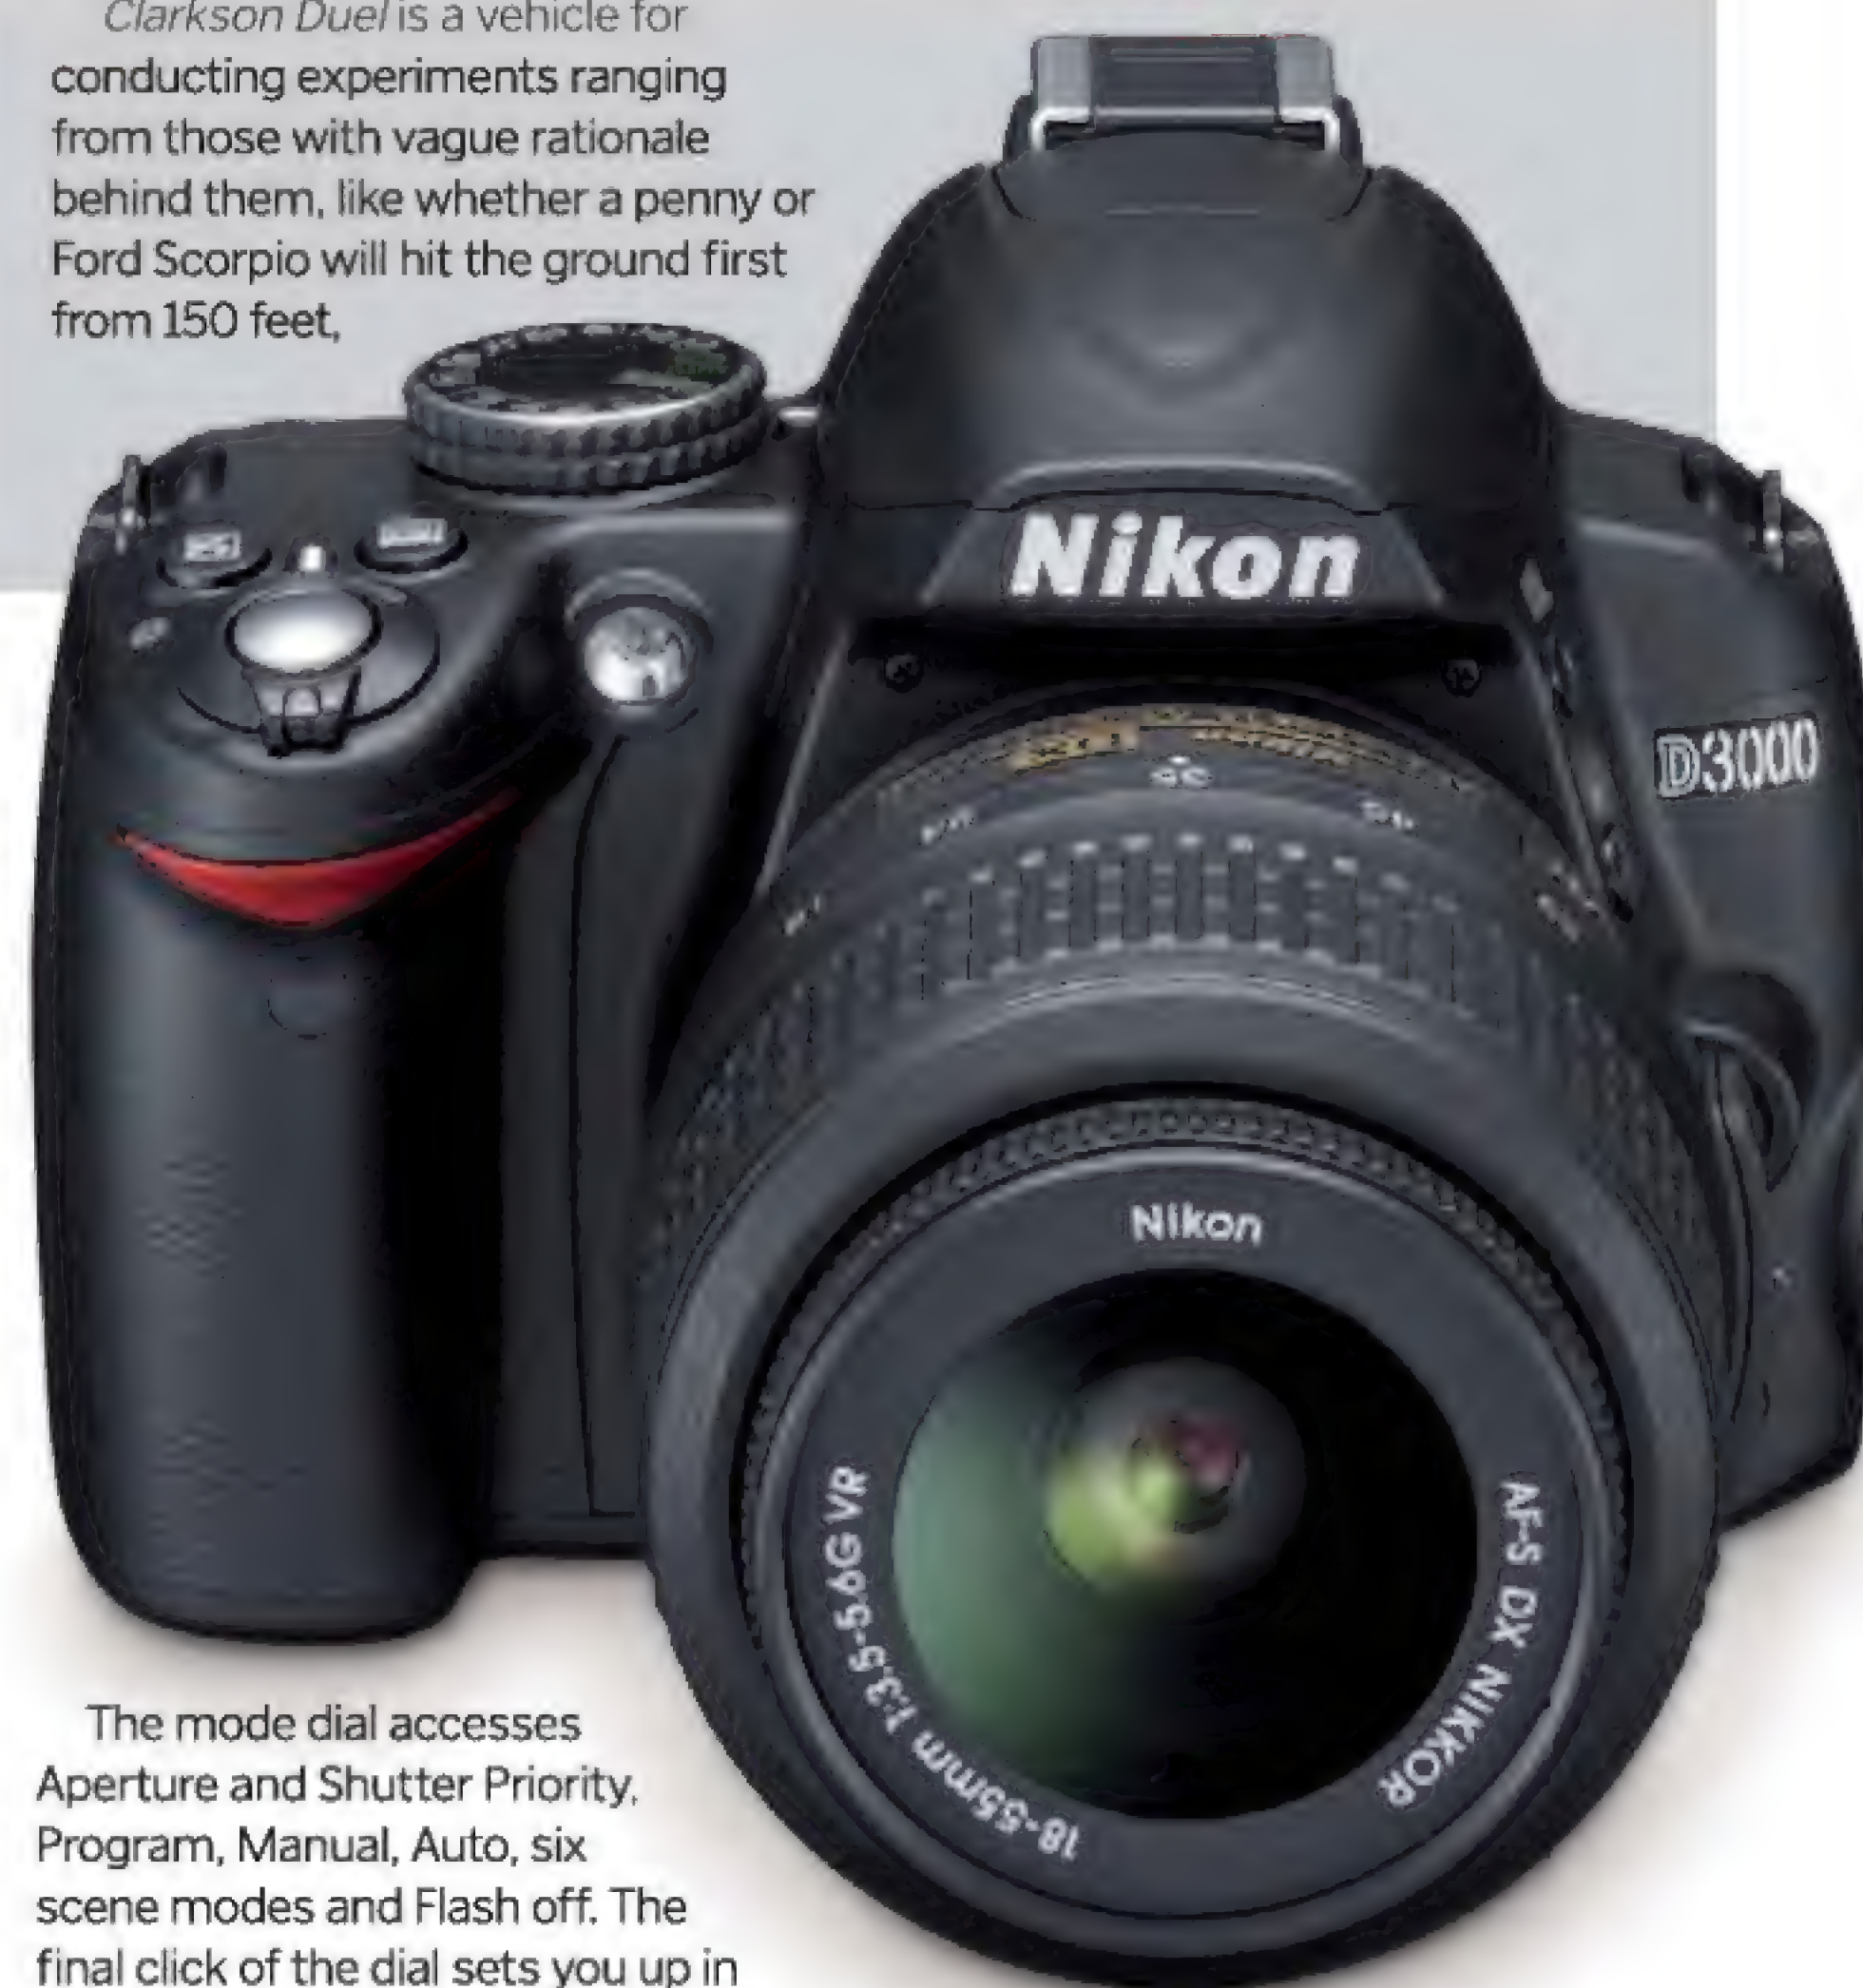 Clarkson Duel is a vehicle for
conducting experiments ranging
from those with vague rationale
behind them, like whether a penny or
Ford Scorpio will hit the ground first
from 150 feet,
Nikon
D3000
Nikon
AF-S DX NIKKOR
18-55mm 1:3.5-5.6G VR
The mode dial accesses
Aperture and Shutter Priority,
Program, Manual, Auto, six
scene modes and Flash off. The
final click of the dial sets you up in